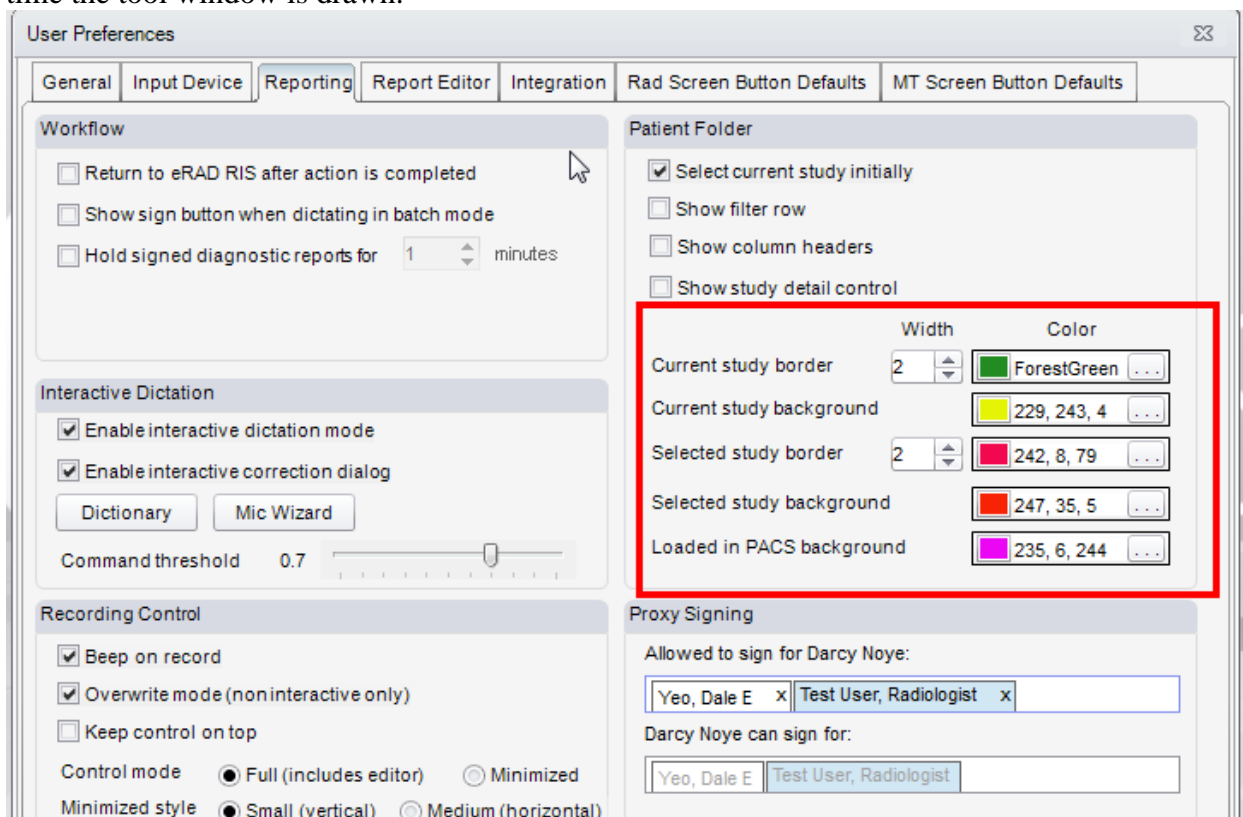 time the tool window is drawn.
User Preferences
General Input Device Reporting Report Editor Integration Rad Screen Button Defaults MT Screen Button Defaults
Workflow
Return to eRAD RIS after action is completed
Show sign button when dictating in batch mode
Hold signed diagnostic reports for 1 minutes
Patient Folder
Select current study initially
Show filter row
Show column headers
Show study detail control
Width Color
Current study border 2 ForestGreen ...
Current study background 229, 243, 4 ...
Selected study border 2 242, 8, 79 ...
Selected study background 247, 35, 5 ...
Loaded in PACS background 235, 6, 244 ...
Interactive Dictation
Enable interactive dictation mode
Enable interactive correction dialog
Dictionary Mic Wizard
Command threshold 0.7
Recording Control
Beep on record
Overwrite mode (non interactive only)
Keep control on top
Control mode Full (includes editor) Minimized
Minimized style Small (vertical) Medium (horizontal)
Proxy Signing
Allowed to sign for Darcy Noye:
Yeo, Dale E x Test User, Radiologist x
Darcy Noye can sign for:
Yeo, Dale E Test User, Radiologist